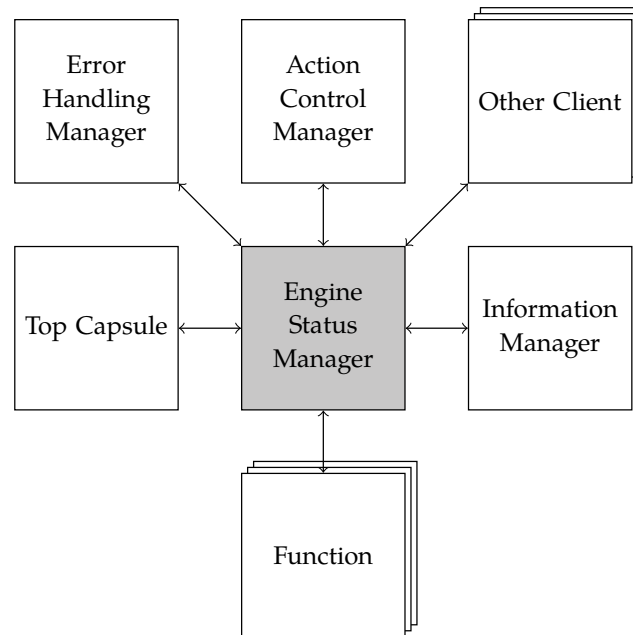 Error
Handling
Manager
Action
Control
Manager
Other Client
Top Capsule
Engine
Status
Manager
Information
Manager
Function